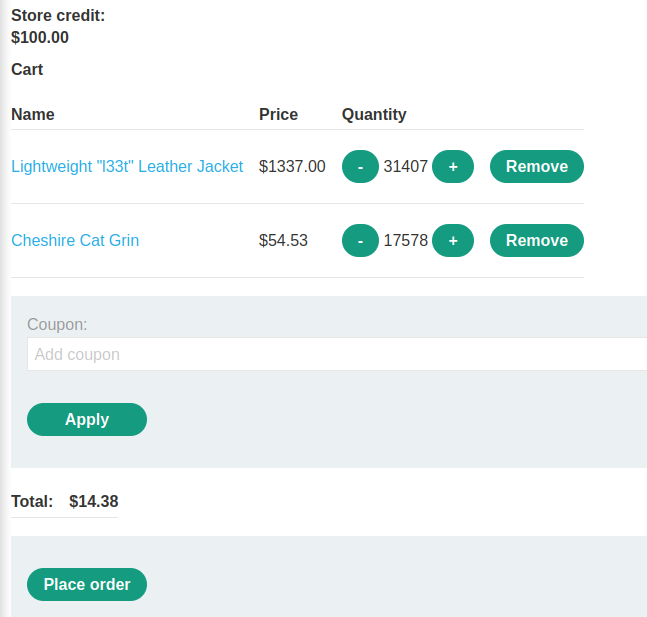 Store credit:
$100.00
Cart
Name Price Quantity
Lightweight "l33t" Leather Jacket $1337.00 - 31407 + Remove
Cheshire Cat Grin $54.53 - 17578 + Remove
Coupon:
Add coupon
Apply
Total: $14.38
Place order